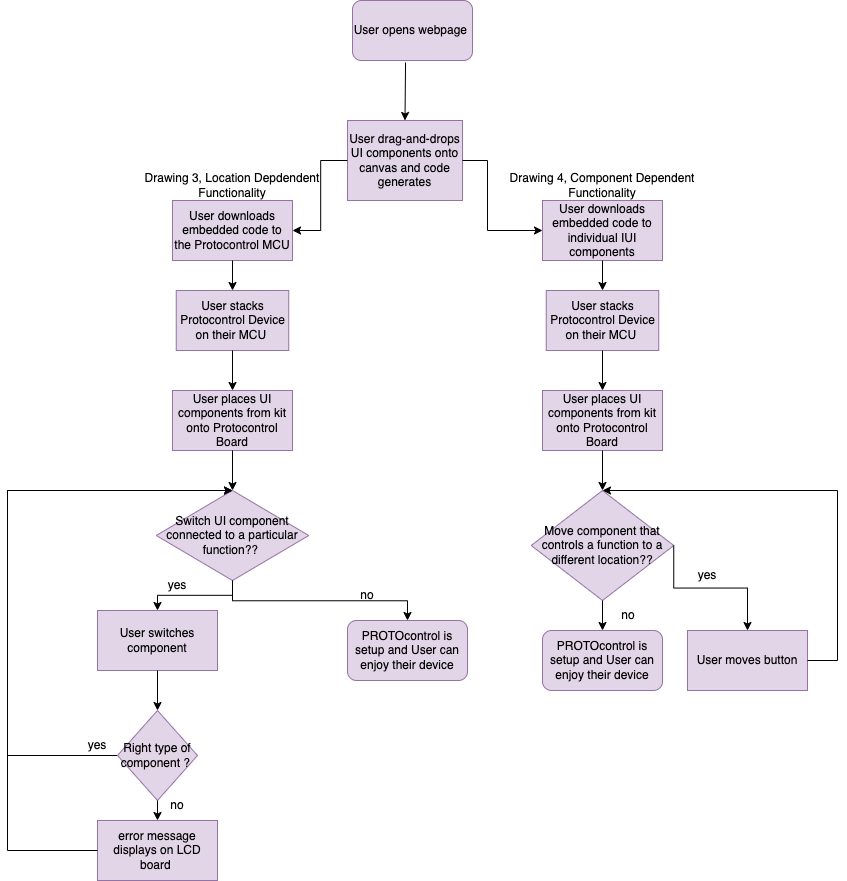 User opens webpage
User drag-and-drops
UI components onto
canvas and code
generates
Drawing 3, Location Depdendent
Functionality
Drawing 4, Component Dependent
Functionality
User downloads
embedded code to
the Protocontrol MCU
User downloads
embedded code to
individual IUI
components
User stacks
Protocontrol Device
on their MCU
User stacks
Protocontrol Device
on their MCU
User places UI
components from kit
onto Protocontrol
Board
User places UI
components from kit
onto Protocontrol
Board
Switch UI component
connected to a particular
function??
Move component that
controls a function to a
different location??
yes
no
yes
no
User switches
component
PROTOcontrol is
setup and User can
enjoy their device
PROTOcontrol is
setup and User can
enjoy their device
User moves button
Right type of
component ?
yes
no
error message
displays on LCD
board